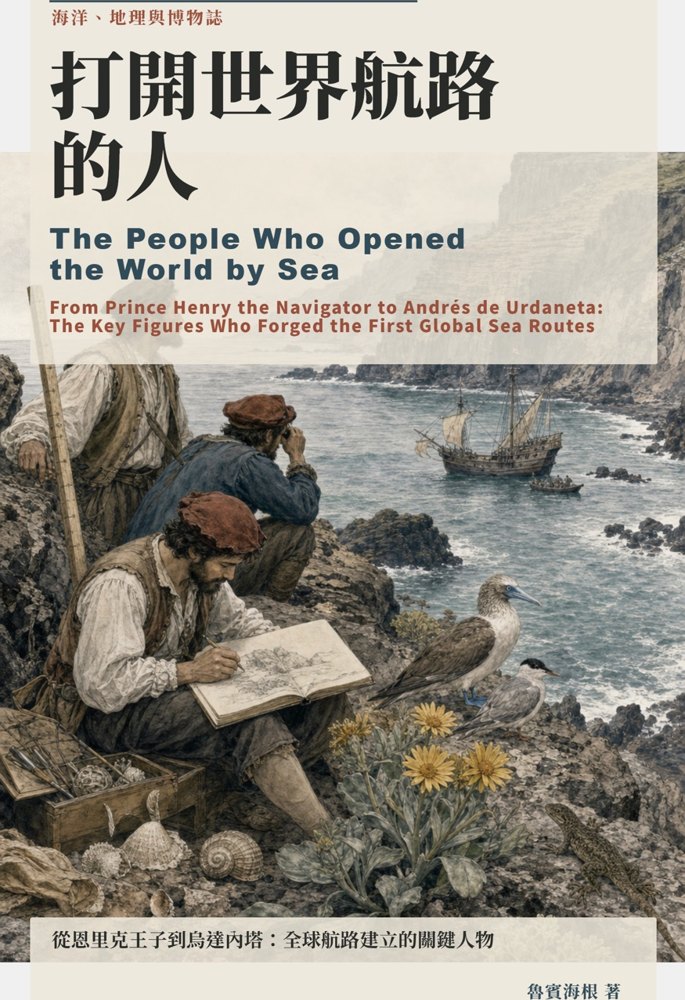 海洋、地理與博物誌
打開世界航路
的人
The People Who Opened
the World by Sea
From Prince Henry the Navigator to Andrés de Urdaneta:
The Key Figures Who Forged the First Global Sea Routes
從恩里克王子到烏達內塔：全球航路建立的關鍵人物
魯賓海根 著